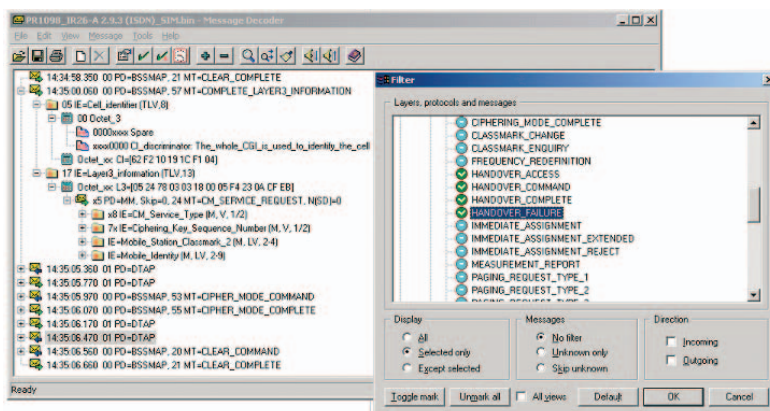 PR1098_IR26-A 2.9.3 (ISDN)_SIM.bin - Message Decoder
File Edit View Message Tools Help
14:34:58.350 00 PD=BSSMAP, 21 MT=CLEAR_COMPLETE
14:35:00.060 00 PD=BSSMAP, 57 MT=COMPLETE_LAYER3_INFORMATION
05 IE=Cell_identifier (TLV,8)
00 Octet_3
0000xxxx Spare
xxxx0000 CI_discriminator: The_whole_CGI_is_used_to_identify_the_cell
Octet_xx: CI=[62 F2 10 19 1C F1 04]
17 IE=Layer3_information (TLV,13)
Octet_xx: L3=[05 24 78 03 03 18 00 05 F4 23 0A CF EB]
x5 PD=MM, Skip=0, 24 MT=CM_SERVICE_REQUEST, N(SD)=0
x8 IE=CM_Service_Type (M, V, 1/2)
7x IE=Ciphering_Key_Sequence_Number (M, V, 1/2)
IE=Mobile_Station_Classmark_2 (M, LV, 2-4)
IE=Mobile_Identity (M, LV, 2-9)
14:35:05.360 01 PD=DTAP
14:35:05.770 01 PD=DTAP
14:35:05.970 00 PD=BSSMAP, 53 MT=CIPHER_MODE_COMMAND
14:35:06.070 00 PD=BSSMAP, 55 MT=CIPHER_MODE_COMPLETE
14:35:06.170 01 PD=DTAP
14:35:06.470 01 PD=DTAP
14:35:06.560 00 PD=BSSMAP, 20 MT=CLEAR_COMMAND
14:35:06.660 00 PD=BSSMAP, 21 MT=CLEAR_COMPLETE
Ready
Filter
Layers, protocols and messages
CIPHERING_MODE_COMPLETE
CLASSMARK_CHANGE
CLASSMARK_ENQUIRY
FREQUENCY_REDEFINITION
HANDOVER_ACCESS
HANDOVER_COMMAND
HANDOVER_COMPLETE
HANDOVER_FAILURE
IMMEDIATE_ASSIGNMENT
IMMEDIATE_ASSIGNMENT_EXTENDED
IMMEDIATE_ASSIGNMENT_REJECT
MEASUREMENT_REPORT
PAGING_REQUEST_TYPE_1
PAGING_REQUEST_TYPE_2
Display
All
Selected only
Except selected
Messages
No filter
Unknown only
Skip unknown
Direction
Incoming
Outgoing
Toggle mark Unmark all All views Default OK Cancel